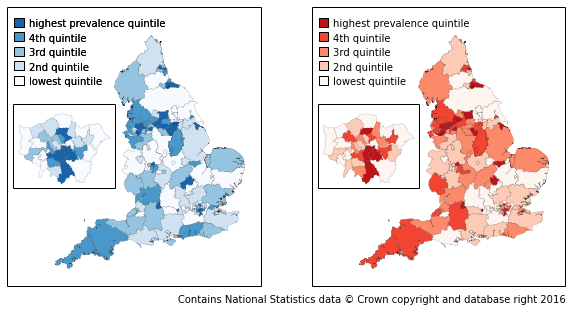 highest prevalence quintile
4th quintile
3rd quintile
2nd quintile
lowest quintile
highest prevalence quintile
4th quintile
3rd quintile
2nd quintile
lowest quintile
Contains National Statistics data © Crown copyright and database right 2016